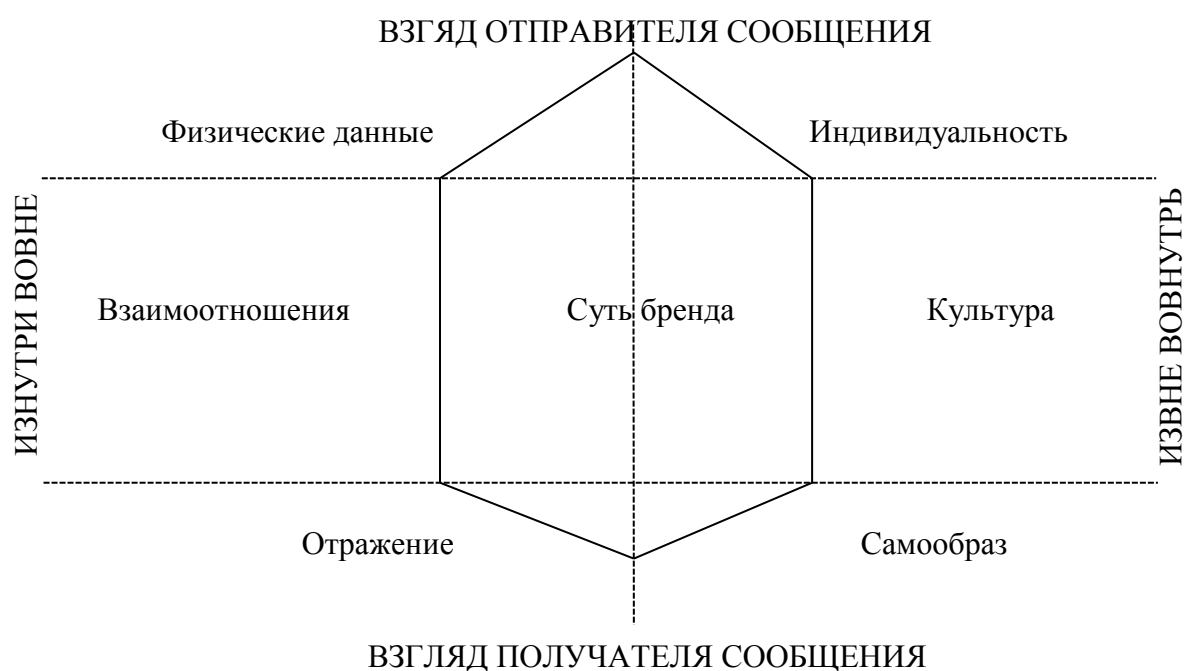 ВЗГЯД ОТПРАВИТЕЛЯ СООБЩЕНИЯ
Физические данные
Индивидуальность
ИЗНУТРИ ВОВНЕ
Взаимоотношения
Суть бренда
Культура
ИЗВНЕ ВОВНУТРЬ
Отражение
Самообраз
ВЗГЛЯД ПОЛУЧАТЕЛЯ СООБЩЕНИЯ